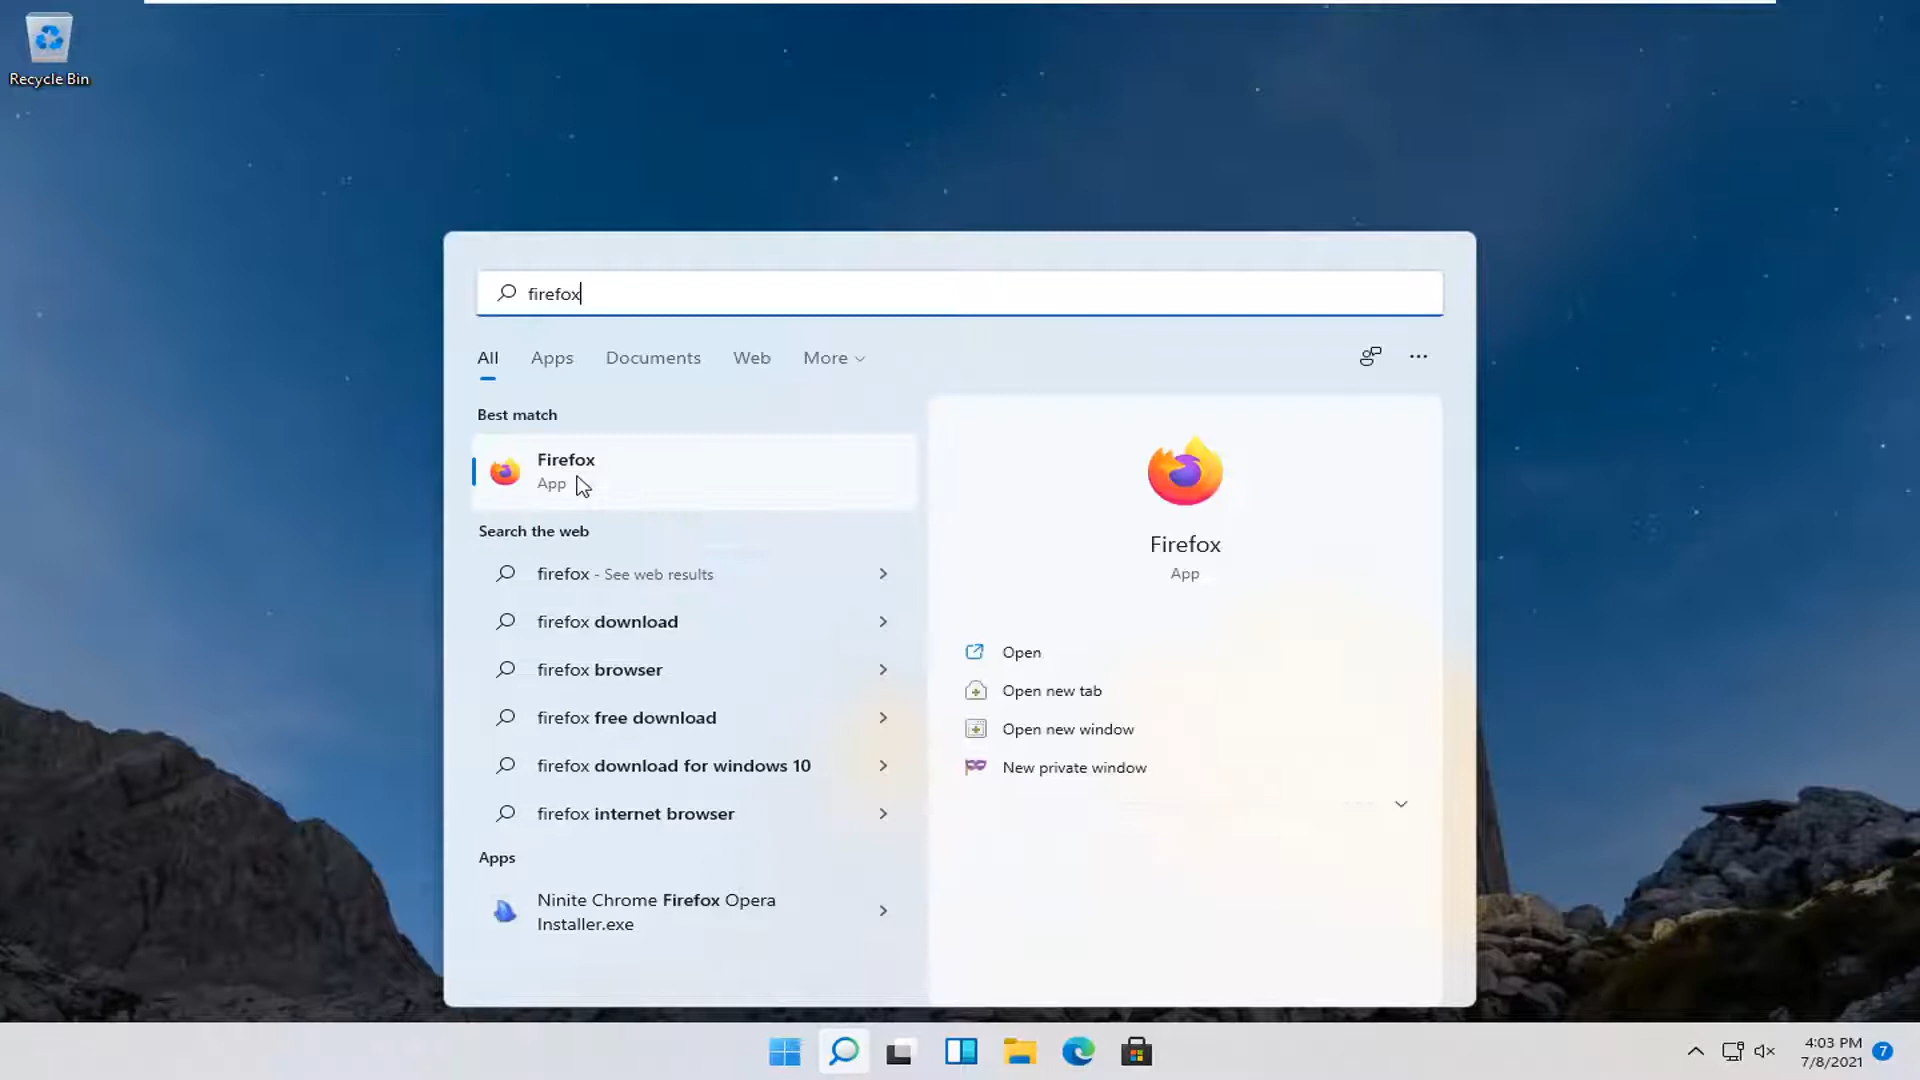 Recycle Bin
firefox
All Apps Documents Web More
Best match
Firefox
App
Search the web
firefox - See web results
firefox download
firefox browser
firefox free download
firefox download for windows 10
firefox internet browser
Apps
Ninite Chrome Firefox Opera
Installer.exe
Firefox
App
Open
Open new tab
Open new window
New private window
4:03 PM
7/8/2021
7